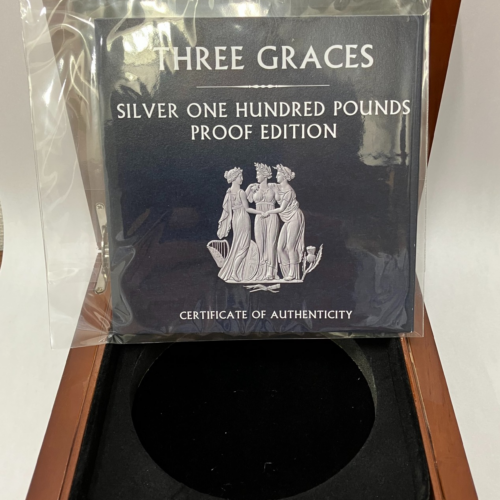 THREE GRACES
SILVER ONE HUNDRED POUNDS
PROOF EDITION
CERTIFICATE OF AUTHENTICITY